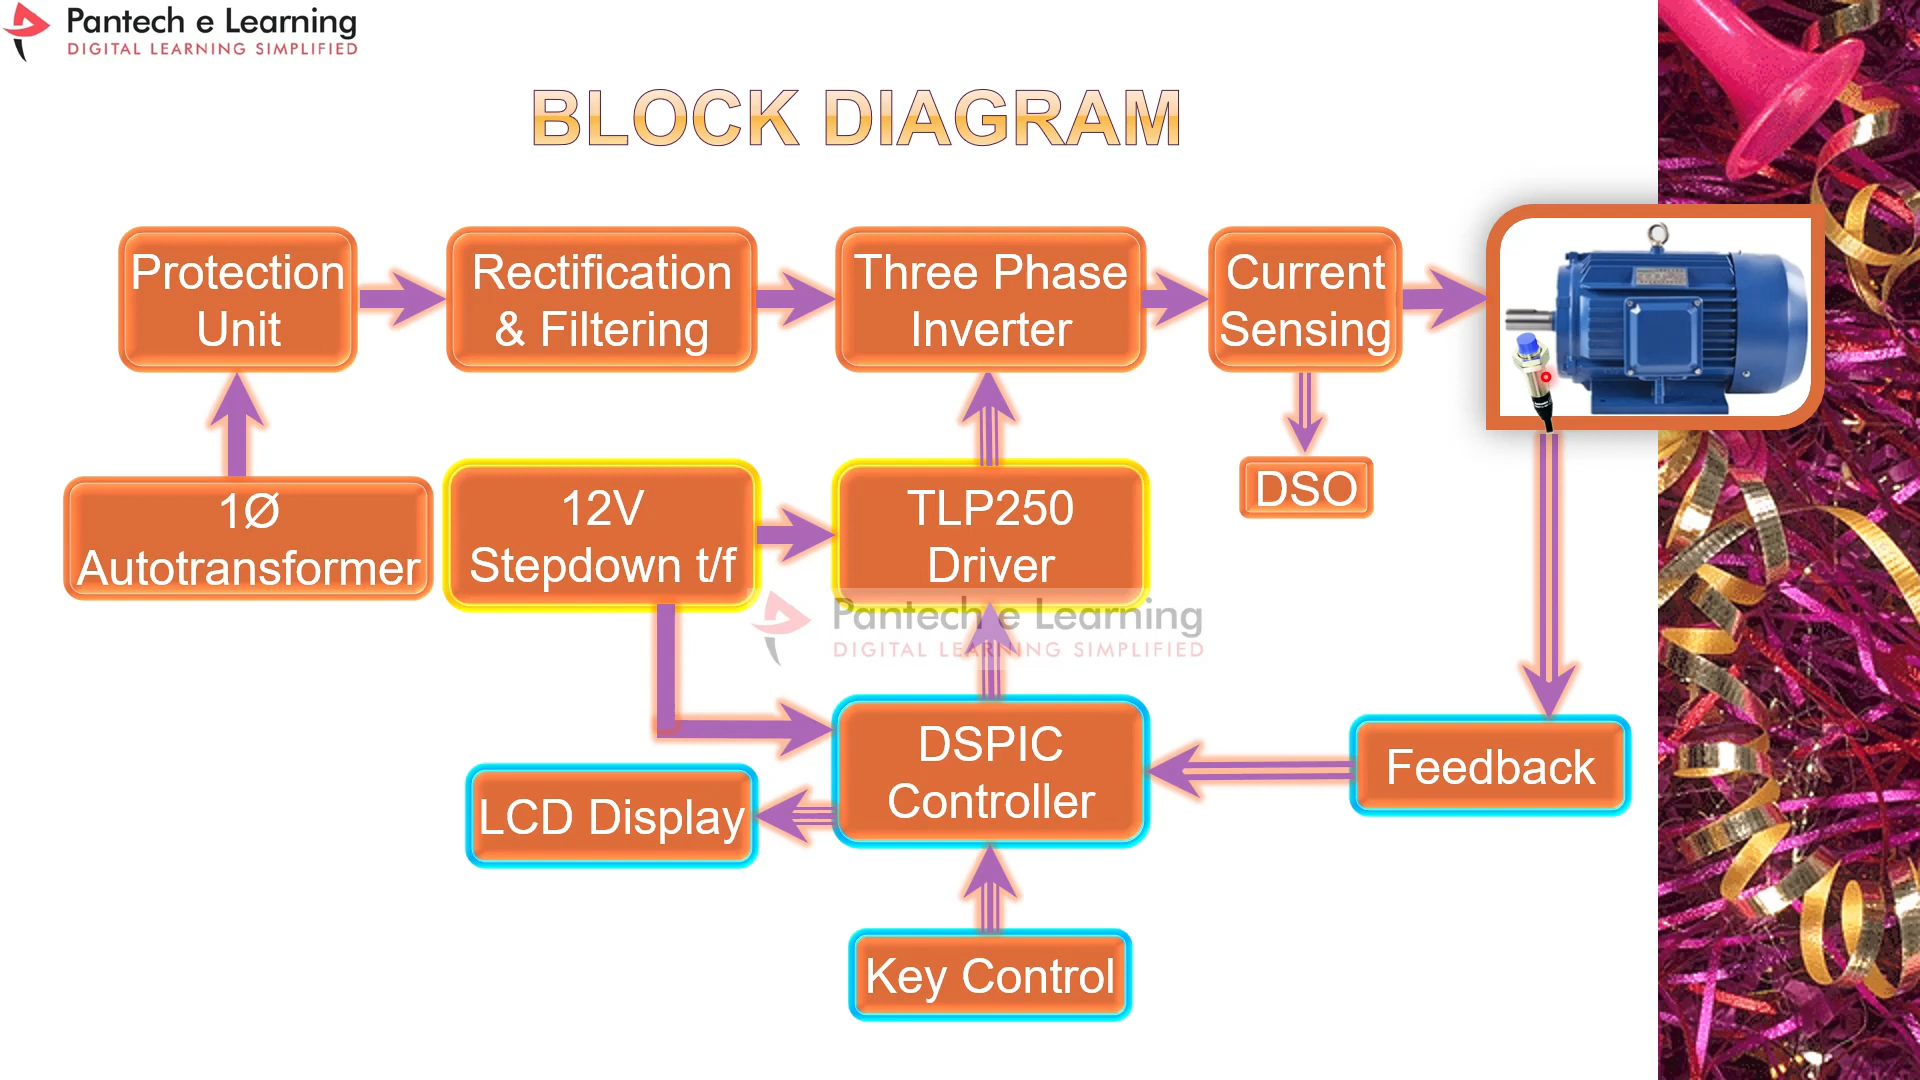 Pantech e Learning
DIGITAL LEARNING SIMPLIFIED
BLOCK DIAGRAM
Protection
Unit
Rectification
& Filtering
Three Phase
Inverter
Current
Sensing
1Ø
Autotransformer
12V
Stepdown t/f
TLP250
Driver
DSO
Pantech e Learning
DIGITAL LEARNING SIMPLIFIED
DSPIC
Controller
Feedback
LCD Display
Key Control